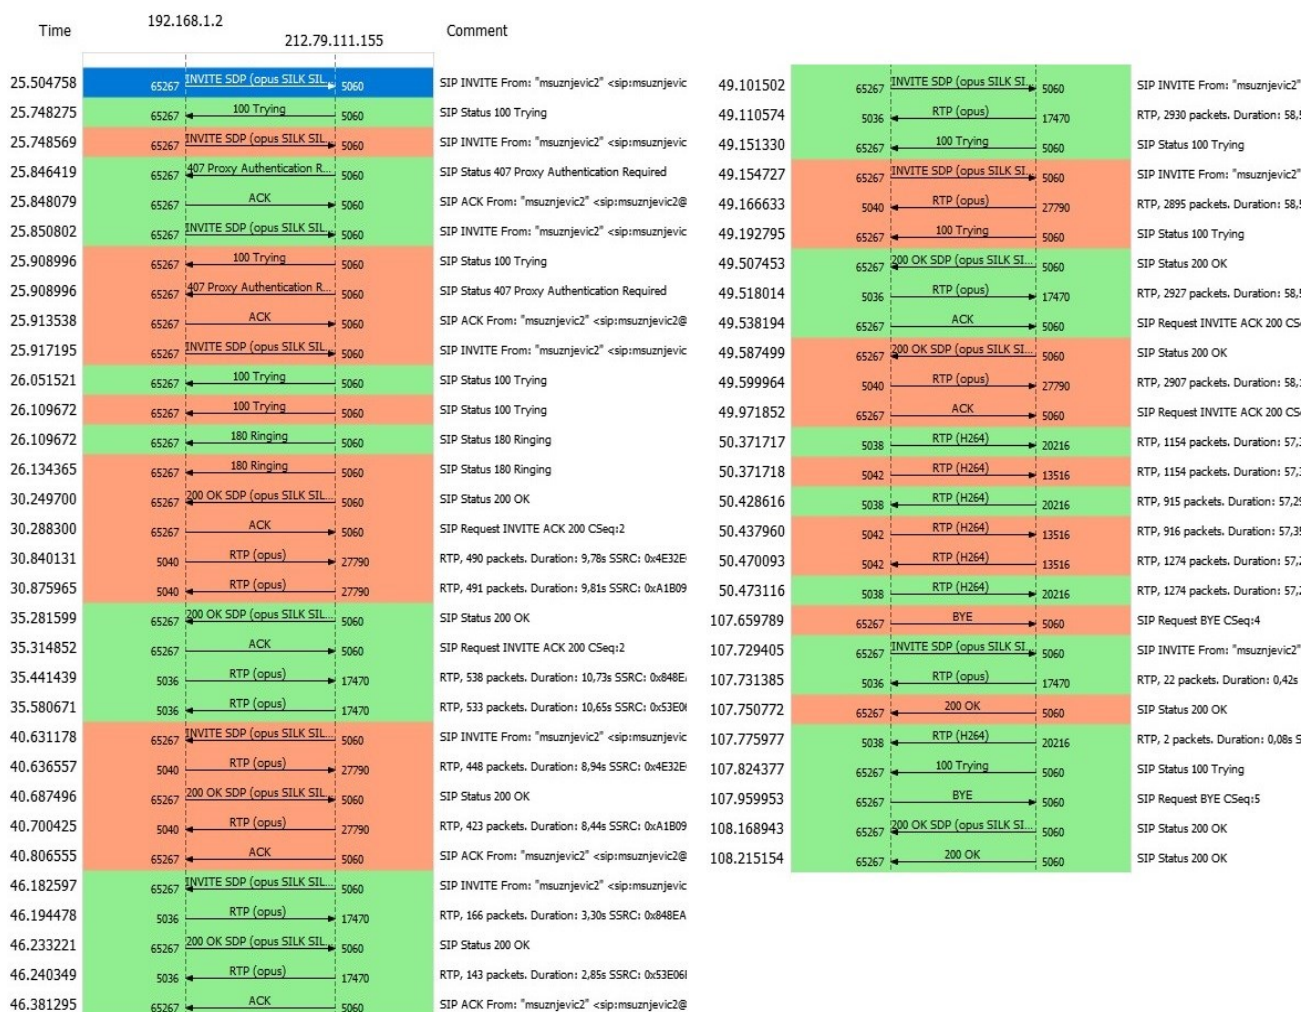 Time 192.168.1.2 212.79.111.155 Comment
25.504758 65267 INVITE SDP (opus SILK SIL... 5060 SIP INVITE From: "msuznjevic2" <sip:msuznjevic
25.748275 65267 100 Trying 5060 SIP Status 100 Trying
25.748569 65267 INVITE SDP (opus SILK SIL... 5060 SIP INVITE From: "msuznjevic2" <sip:msuznjevic
25.846419 65267 407 Proxy Authentication R... 5060 SIP Status 407 Proxy Authentication Required
25.848079 65267 ACK 5060 SIP ACK From: "msuznjevic2" <sip:msuznjevic2@
25.850802 65267 INVITE SDP (opus SILK SIL... 5060 SIP INVITE From: "msuznjevic2" <sip:msuznjevic
25.908996 65267 100 Trying 5060 SIP Status 100 Trying
25.908996 65267 407 Proxy Authentication R... 5060 SIP Status 407 Proxy Authentication Required
25.913538 65267 ACK 5060 SIP ACK From: "msuznjevic2" <sip:msuznjevic2@
25.917195 65267 INVITE SDP (opus SILK SIL... 5060 SIP INVITE From: "msuznjevic2" <sip:msuznjevic
26.051521 65267 100 Trying 5060 SIP Status 100 Trying
26.109672 65267 100 Trying 5060 SIP Status 100 Trying
26.109672 65267 180 Ringing 5060 SIP Status 180 Ringing
26.134365 65267 180 Ringing 5060 SIP Status 180 Ringing
30.249700 65267 200 OK SDP (opus SILK SIL... 5060 SIP Status 200 OK
30.288300 65267 ACK 5060 SIP Request INVITE ACK 200 CSeq:2
30.840131 5040 RTP (opus) 27790 RTP, 490 packets. Duration: 9,78s SSRC: 0x4E32E
30.875965 5040 RTP (opus) 27790 RTP, 491 packets. Duration: 9,81s SSRC: 0xA1B09
35.281599 65267 200 OK SDP (opus SILK SIL... 5060 SIP Status 200 OK
35.314852 65267 ACK 5060 SIP Request INVITE ACK 200 CSeq:2
35.441439 5036 RTP (opus) 17470 RTP, 538 packets. Duration: 10,73s SSRC: 0x848E
35.580671 5036 RTP (opus) 17470 RTP, 533 packets. Duration: 10,65s SSRC: 0x53E0
40.631178 65267 INVITE SDP (opus SILK SIL... 5060 SIP INVITE From: "msuznjevic2" <sip:msuznjevic
40.636557 5040 RTP (opus) 27790 RTP, 448 packets. Duration: 8,94s SSRC: 0x4E32E
40.687496 65267 200 OK SDP (opus SILK SIL... 5060 SIP Status 200 OK
40.700425 5040 RTP (opus) 27790 RTP, 423 packets. Duration: 8,44s SSRC: 0xA1B09
40.806555 65267 ACK 5060 SIP ACK From: "msuznjevic2" <sip:msuznjevic2@
46.182597 65267 INVITE SDP (opus SILK SIL... 5060 SIP INVITE From: "msuznjevic2" <sip:msuznjevic
46.194478 5036 RTP (opus) 17470 RTP, 166 packets. Duration: 3,30s SSRC: 0x848EA
46.233221 65267 200 OK SDP (opus SILK SIL... 5060 SIP Status 200 OK
46.240349 5036 RTP (opus) 17470 RTP, 143 packets. Duration: 2,85s SSRC: 0x53E06
46.381295 65267 ACK 5060 SIP ACK From: "msuznjevic2" <sip:msuznjevic2@
49.101502 65267 INVITE SDP (opus SILK SI... 5060 SIP INVITE From: "msuznjevic2"
49.110574 5036 RTP (opus) 17470 RTP, 2930 packets. Duration: 58,5
49.151330 65267 100 Trying 5060 SIP Status 100 Trying
49.154727 65267 INVITE SDP (opus SILK SI... 5060 SIP INVITE From: "msuznjevic2"
49.166633 5040 RTP (opus) 27790 RTP, 2895 packets. Duration: 58,5
49.192795 65267 100 Trying 5060 SIP Status 100 Trying
49.507453 65267 200 OK SDP (opus SILK SI... 5060 SIP Status 200 OK
49.518014 5036 RTP (opus) 17470 RTP, 2927 packets. Duration: 58,5
49.538194 65267 ACK 5060 SIP Request INVITE ACK 200 CSe
49.587499 65267 200 OK SDP (opus SILK SI... 5060 SIP Status 200 OK
49.599964 5040 RTP (opus) 27790 RTP, 2907 packets. Duration: 58,
49.971852 65267 ACK 5060 SIP Request INVITE ACK 200 CS
50.371717 5038 RTP (H264) 20216 RTP, 1154 packets. Duration: 57,3
50.371718 5042 RTP (H264) 13516 RTP, 1154 packets. Duration: 57,3
50.428616 5038 RTP (H264) 20216 RTP, 915 packets. Duration: 57,29
50.437960 5042 RTP (H264) 13516 RTP, 916 packets. Duration: 57,35
50.470093 5042 RTP (H264) 13516 RTP, 1274 packets. Duration: 57,2
50.473116 5038 RTP (H264) 20216 RTP, 1274 packets. Duration: 57,2
107.659789 65267 BYE 5060 SIP Request BYE CSeq:4
107.729405 65267 INVITE SDP (opus SILK SI... 5060 SIP INVITE From: "msuznjevic2"
107.731385 5036 RTP (opus) 17470 RTP, 22 packets. Duration: 0,42s
107.750772 65267 200 OK 5060 SIP Status 200 OK
107.775977 5038 RTP (H264) 20216 RTP, 2 packets. Duration: 0,08s S
107.824377 65267 100 Trying 5060 SIP Status 100 Trying
107.959953 65267 BYE 5060 SIP Request BYE CSeq:5
108.168943 65267 200 OK SDP (opus SILK SI... 5060 SIP Status 200 OK
108.215154 65267 200 OK 5060 SIP Status 200 OK